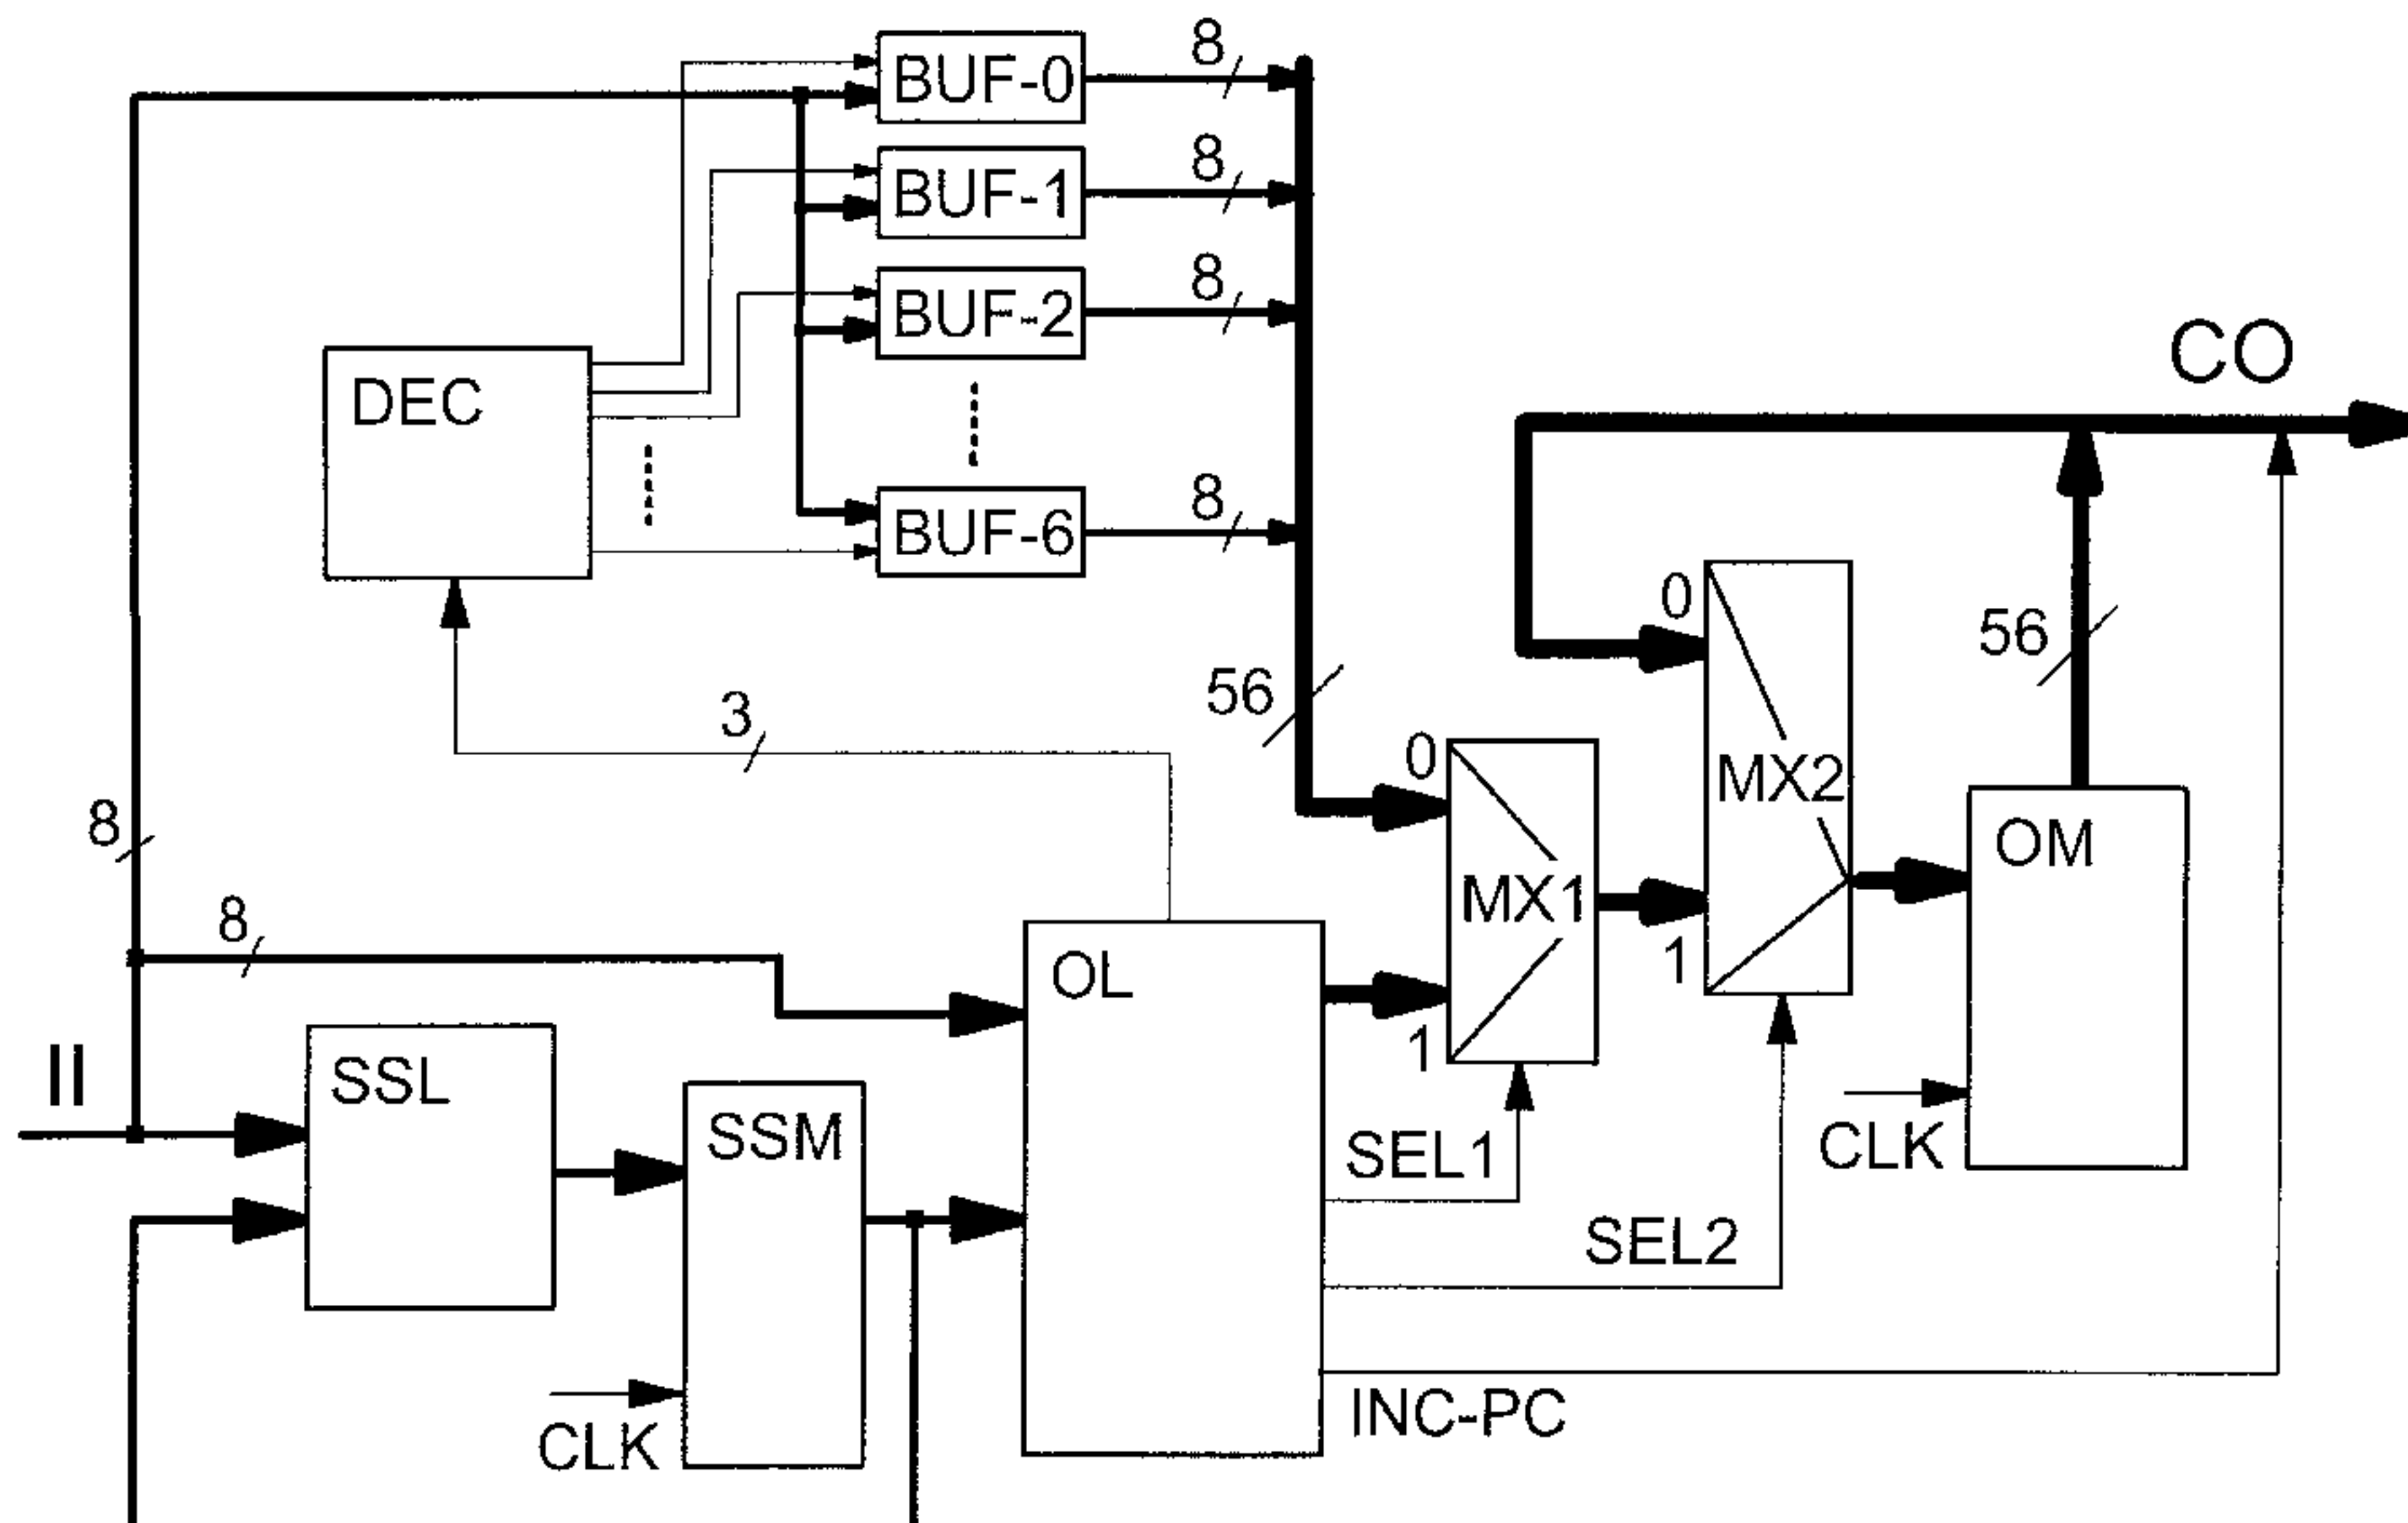 BUF-0
8
BUF-1
8
BUF-2
8
DEC
BUF-6
8
CO
0
56
56
3
0
MX2
8
OM
8
MX1
1
OL
1
II
SSL
SSM
SEL1
CLK
SEL2
INC-PC
CLK